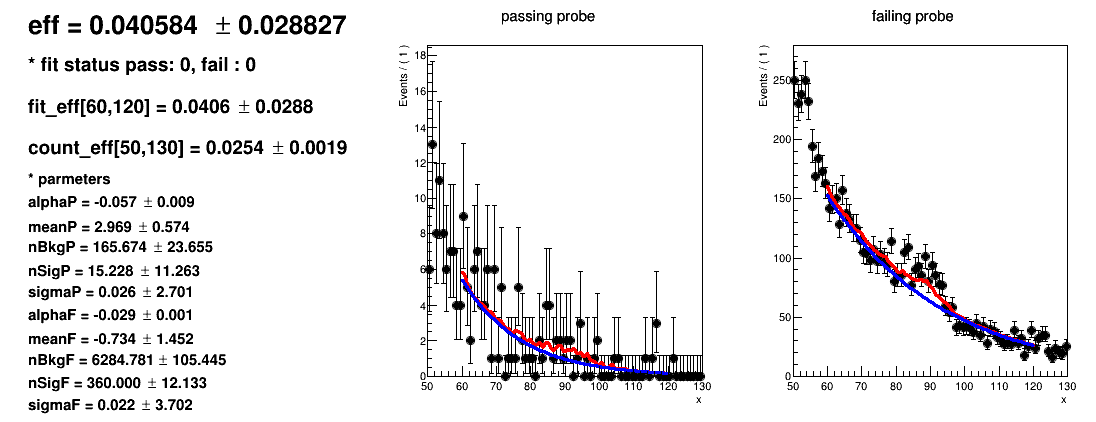 eff = 0.040584 ± 0.028827
* fit status pass: 0, fail : 0
fit_eff[60,120] = 0.0406 ± 0.0288
count_eff[50,130] = 0.0254 ± 0.0019
* parmeters
alphaP = -0.057 ± 0.009
meanP = 2.969 ± 0.574
nBkgP = 165.674 ± 23.655
nSigP = 15.228 ± 11.263
sigmaP = 0.026 ± 2.701
alphaF = -0.029 ± 0.001
meanF = -0.734 ± 1.452
nBkgF = 6284.781 ± 105.445
nSigF = 360.000 ± 12.133
sigmaF = 0.022 ± 3.702
passing probe
Events / ( 1 )
18
16
14
12
10
8
6
4
2
0
50 60 70 80 90 100 110 120 130
x
failing probe
Events / ( 1 )
250
200
150
100
50
0
50 60 70 80 90 100 110 120 130
x